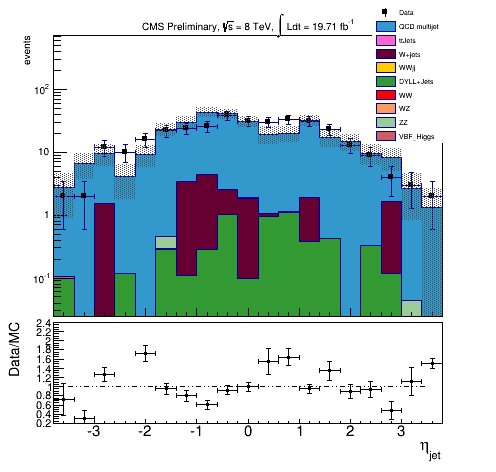 CMS Preliminary, √s = 8 TeV, ∫ Ldt = 19.71 fb⁻¹
Data
QCD multijet
ttJets
W+jets
WWjj
DYLL+Jets
WW
WZ
ZZ
VBF_Higgs
events
10²
10
1
10⁻¹
Data/MC
2.4
2.2
2
1.8
1.6
1.4
1.2
1
0.8
0.6
0.4
0.2
-3 -2 -1 0 1 2 3
η_jet